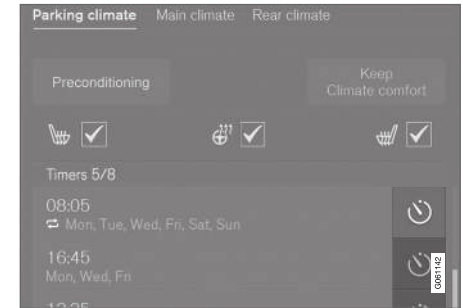 Parking climate Main climate Rear climate
Preconditioning
Keep
Climate comfort
Timers 5/8
08:05
Mon, Tue, Wed, Fri, Sat, Sun
16:45
Mon, Wed, Fri
G061142